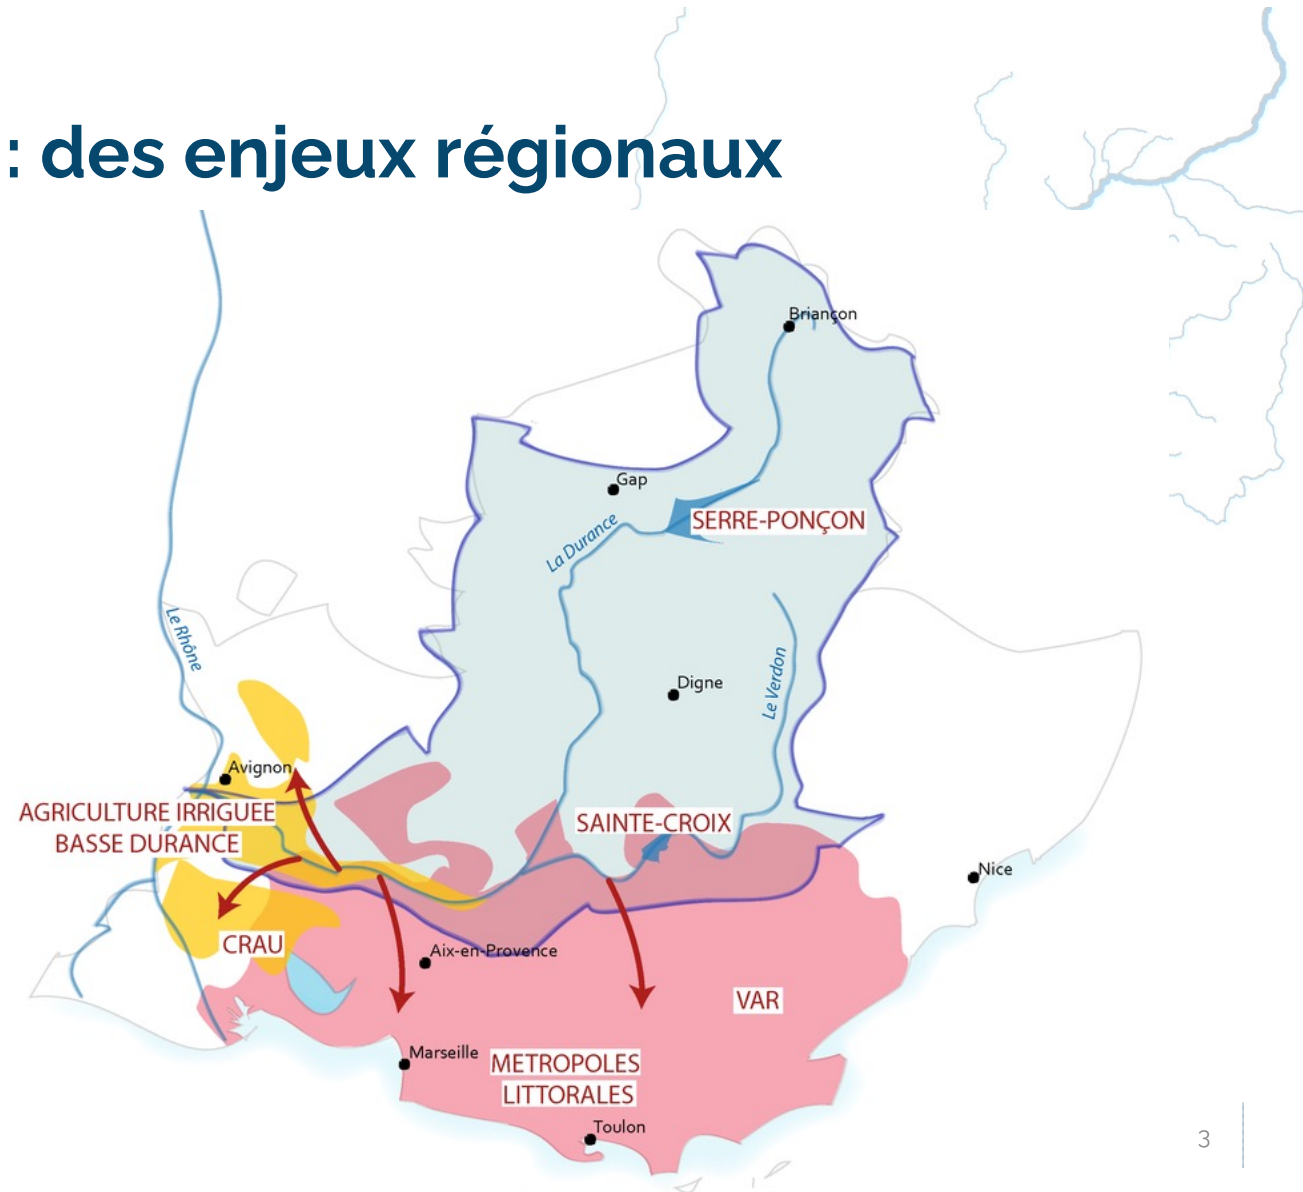 : des enjeux régionaux
Briançon
Gap
SERRE-PONÇON
La Durance
Le Rhône
Le Verdon
Digne
Avignon
AGRICULTURE IRRIGUEE
BASSE DURANCE
SAINTE-CROIX
Nice
CRAU
Aix-en-Provence
VAR
Marseille
METROPOLES
LITTORALES
Toulon
3